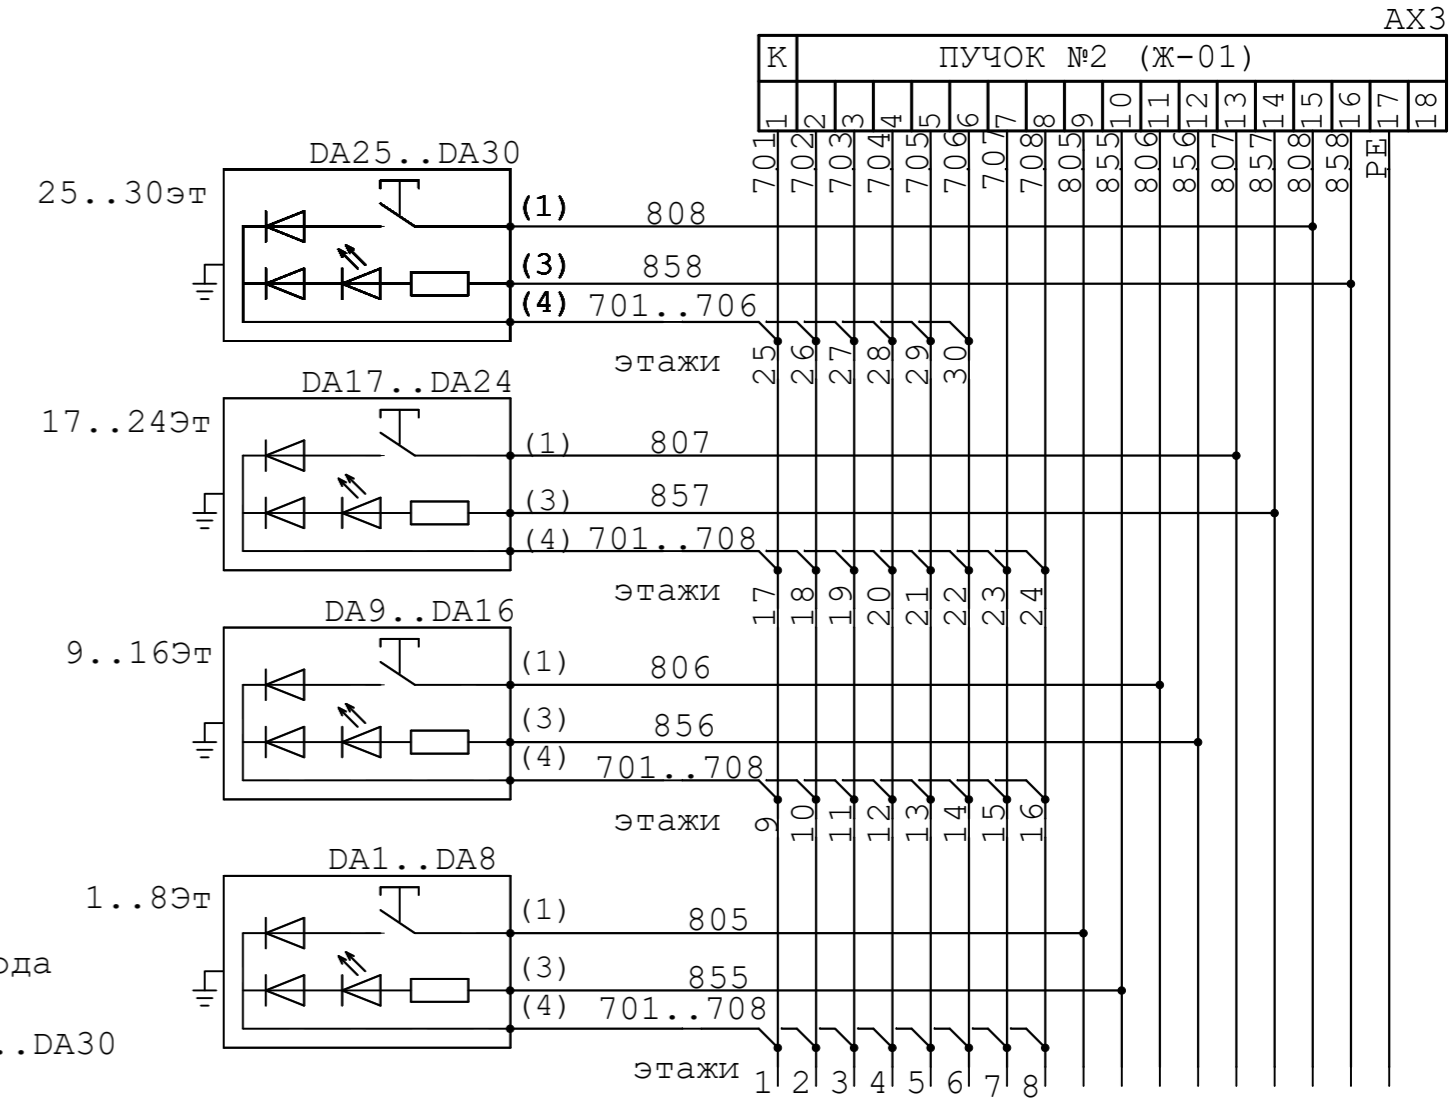 АХ3
К ПУЧОК №2 (Ж-01)
1 2 3 4 5 6 7 8 9 10 11 12 13 14 15 16 17 18
701 702 703 704 705 706 707 708 805 855 806 856 807 857 808 858 PE
DA25..DA30
25..30эт
(1) 808
(3) 858
(4) 701..706
этажи 25 26 27 28 29 30
DA17..DA24
17..24Эт
(1) 807
(3) 857
(4) 701..708
этажи 17 18 19 20 21 22 23 24
DA9..DA16
9..16Эт
(1) 806
(3) 856
(4) 701..708
этажи 9 10 11 12 13 14 15 16
DA1..DA8
1..8Эт
(1) 805
ода
(3) 855
(4) 701..708
..DA30
этажи 1 2 3 4 5 6 7 8